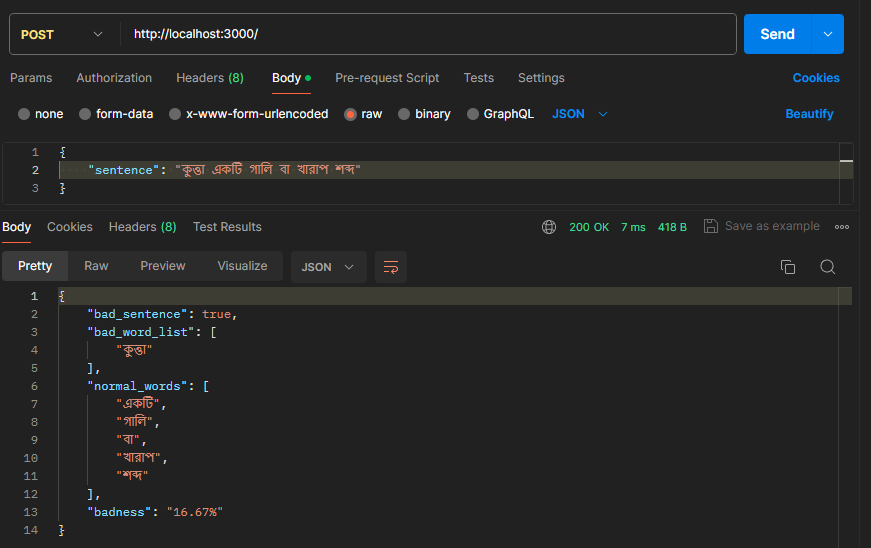 POST http://localhost:3000/ Send
Params Authorization Headers (8) Body Pre-request Script Tests Settings Cookies
none form-data x-www-form-urlencoded raw binary GraphQL JSON Beautify
1 {
2 "sentence": "কুত্তা একটি গালি বা খারাপ শব্দ"
3 }
Body Cookies Headers (8) Test Results 200 OK 7 ms 418 B Save as example
Pretty Raw Preview Visualize JSON
1 {
2 "bad_sentence": true,
3 "bad_word_list": [
4 "কুত্তা"
5 ],
6 "normal_words": [
7 "একটি",
8 "গালি",
9 "বা",
10 "খারাপ",
11 "শব্দ"
12 ],
13 "badness": "16.67%"
14 }